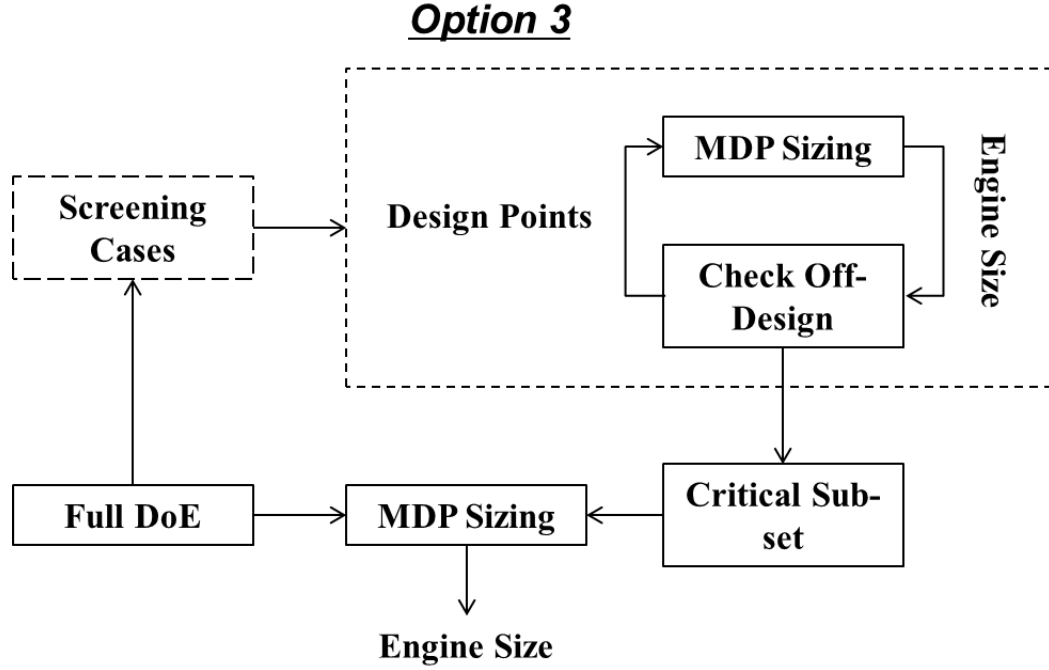 Option 3
MDP Sizing
Engine Size
Screening
Cases
Design Points
Check Off-
Design
Full DoE
MDP Sizing
Critical Sub-
set
Engine Size